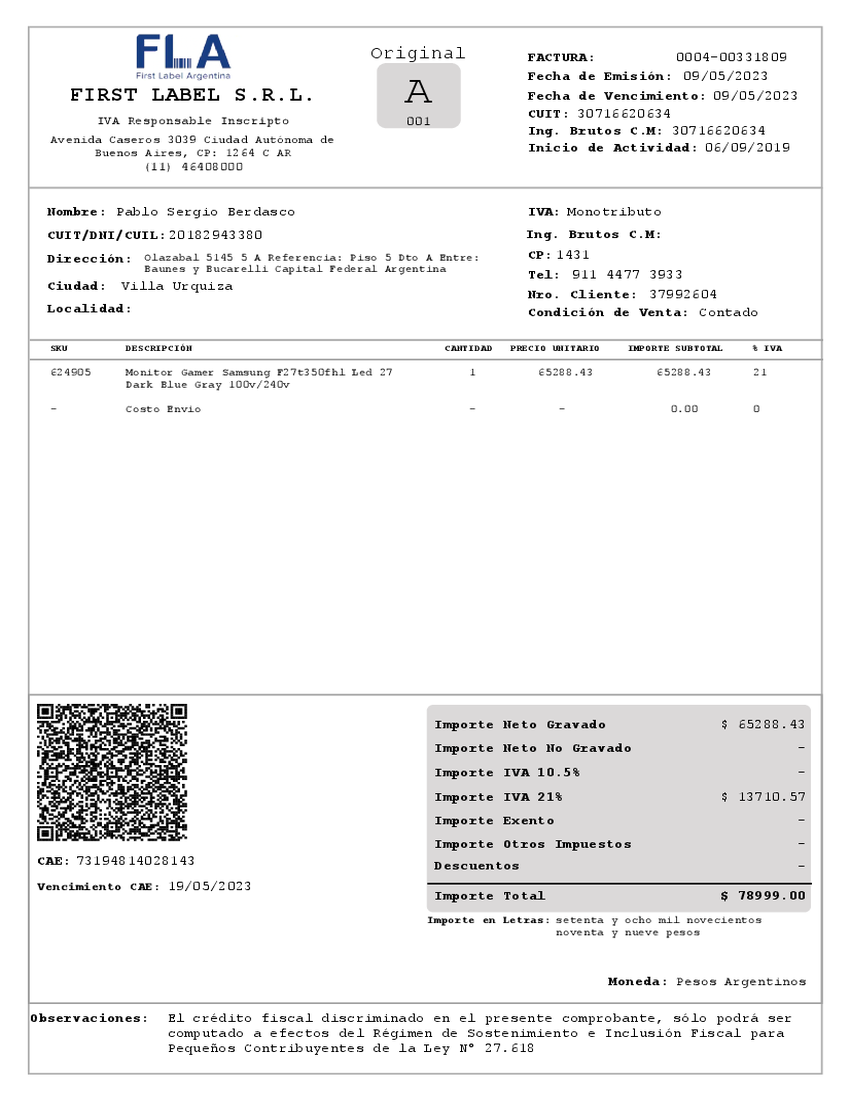 FLA
First Label Argentina
FIRST LABEL S.R.L.
IVA Responsable Inscripto
Avenida Caseros 3039 Ciudad Autónoma de
Buenos Aires, CP: 1264 C AR
(11) 46408000
Original
A
001
FACTURA: 0004-00331809
Fecha de Emisión: 09/05/2023
Fecha de Vencimiento: 09/05/2023
CUIT: 30716620634
Ing. Brutos C.M: 30716620634
Inicio de Actividad: 06/09/2019
Nombre: Pablo Sergio Berdasco
CUIT/DNI/CUIL: 20182943380
Dirección: Olazabal 5145 5 A Referencia: Piso 5 Dto A Entre:
Baunes y Bucarelli Capital Federal Argentina
Ciudad: Villa Urquiza
Localidad:
IVA: Monotributo
Ing. Brutos C.M:
CP: 1431
Tel: 911 4477 3933
Nro. Cliente: 37992604
Condición de Venta: Contado
SKU DESCRIPCIÓN CANTIDAD PRECIO UNITARIO IMPORTE SUBTOTAL % IVA
624905 Monitor Gamer Samsung F27t350fhl Led 27 1 65288.43 65288.43 21
Dark Blue Gray 100v/240v
- Costo Envio - - 0.00 0
CAE: 73194814028143
Vencimiento CAE: 19/05/2023
Importe Neto Gravado $ 65288.43
Importe Neto No Gravado -
Importe IVA 10.5% -
Importe IVA 21% $ 13710.57
Importe Exento -
Importe Otros Impuestos -
Descuentos -
Importe Total $ 78999.00
Importe en Letras: setenta y ocho mil novecientos
noventa y nueve pesos
Moneda: Pesos Argentinos
Observaciones: El crédito fiscal discriminado en el presente comprobante, sólo podrá ser
computado a efectos del Régimen de Sostenimiento e Inclusión Fiscal para
Pequeños Contribuyentes de la Ley N° 27.618